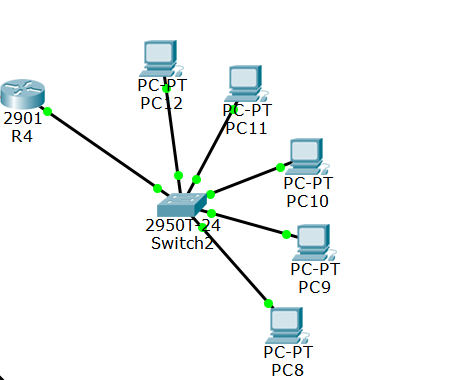 PC-PT
PC12
PC-PT
PC11
2901
R4
PC-PT
PC10
2950T-24
Switch2
PC-PT
PC9
PC-PT
PC8